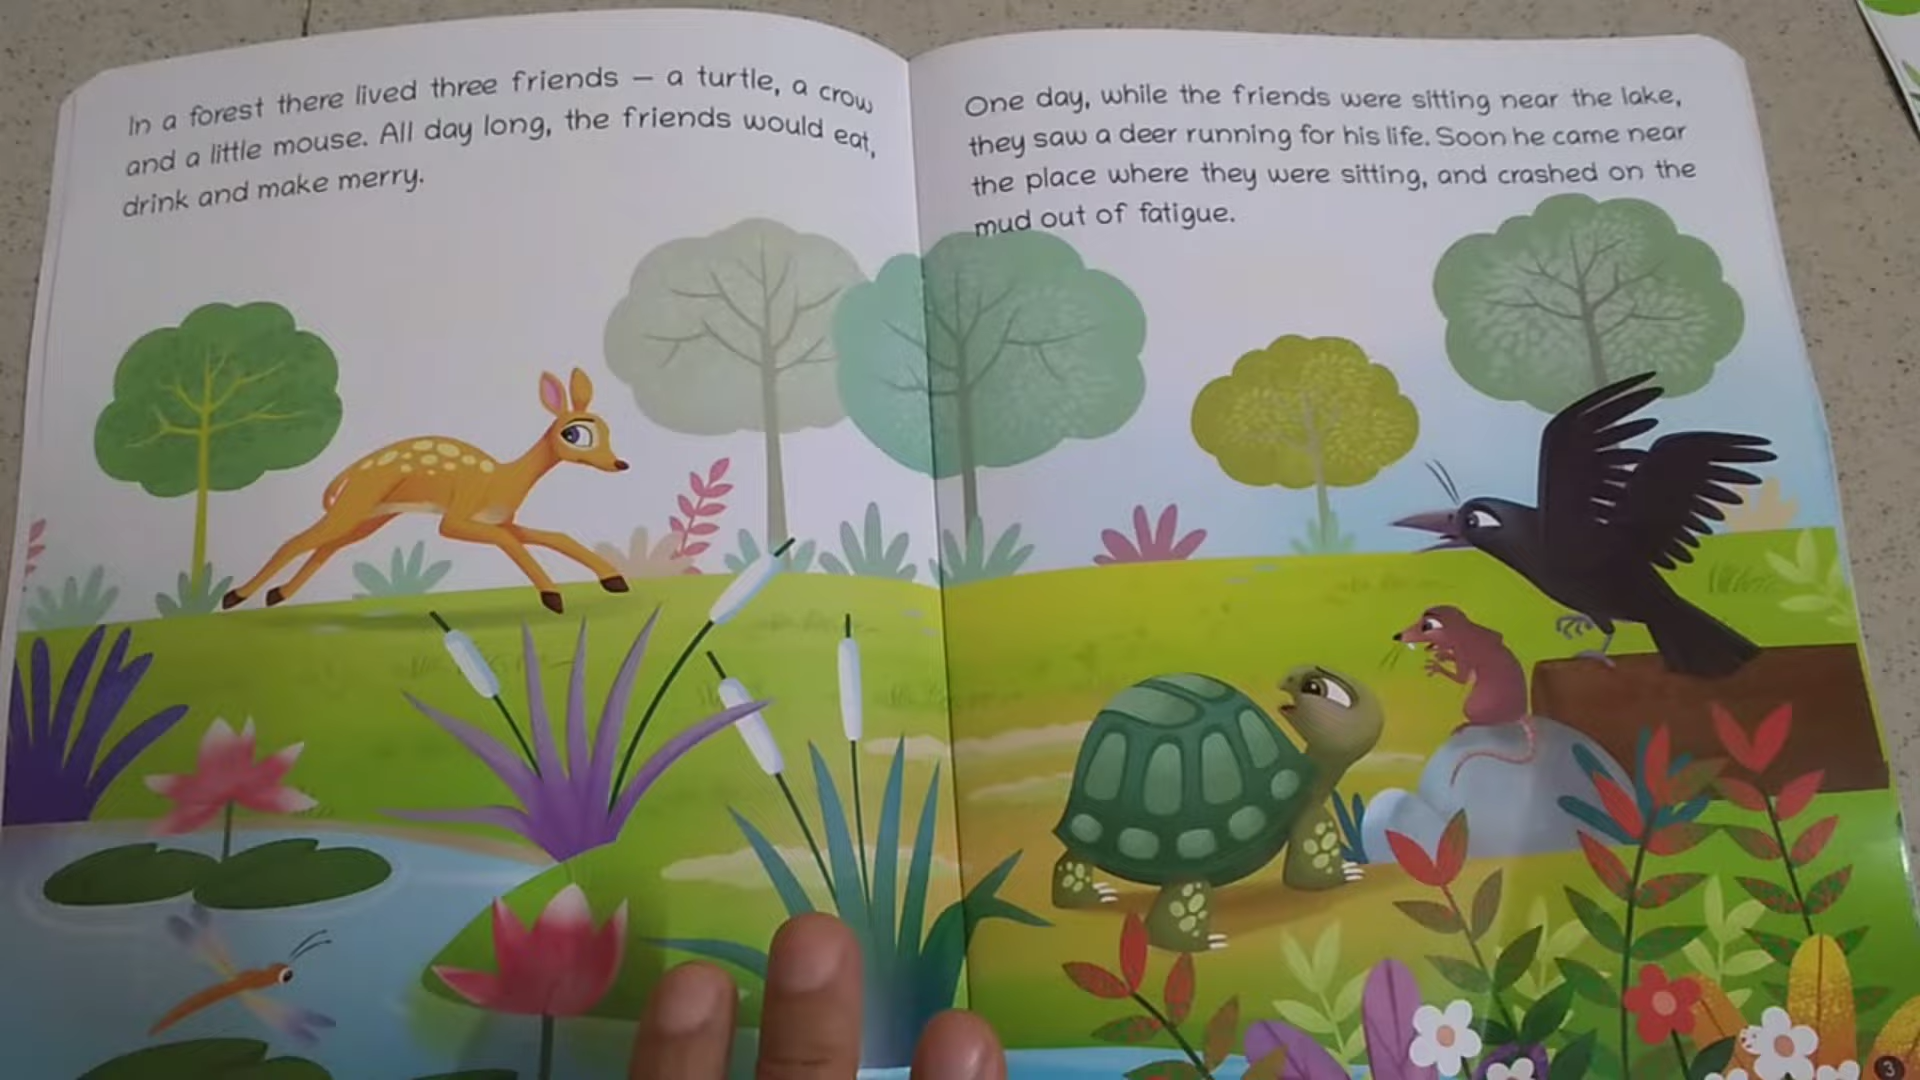 In a forest there lived three friends – a turtle, a crow
and a little mouse. All day long, the friends would eat,
drink and make merry.
One day, while the friends were sitting near the lake,
they saw a deer running for his life. Soon he came near
the place where they were sitting, and crashed on the
mud out of fatigue.
3